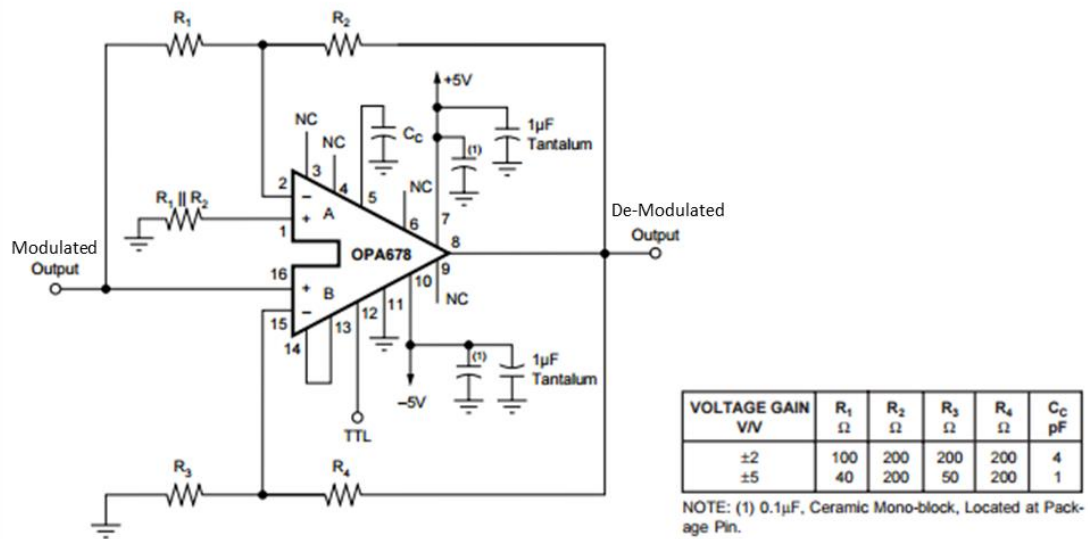 R1
R2
+5V
NC
CC
1µF
Tantalum
(1)
NC
3
2
4
5
NC
R1 || R2
–
A
+
6
7
1
8
De-Modulated
Output
OPA678
Modulated
Output
16
+
B
–
9
10
NC
11
12
15
13
14
(1)
1µF
Tantalum
–5V
TTL
R3
R4
VOLTAGE GAIN R1 R2 R3 R4 CC
V/V Ω Ω Ω Ω pF
±2 100 200 200 200 4
±5 40 200 50 200 1
NOTE: (1) 0.1µF, Ceramic Mono-block, Located at Pack-
age Pin.